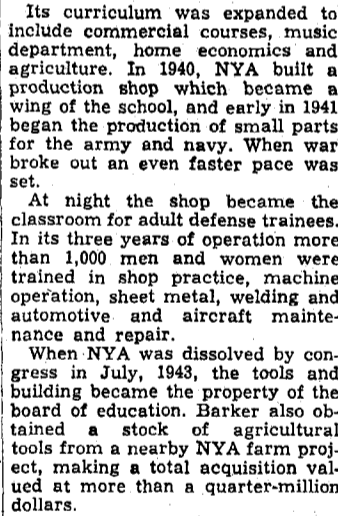 Its curriculum was expanded to
include commercial courses, music
department, home economics and
agriculture. In 1940, NYA built a
production shop which became a
wing of the school, and early in 1941
began the production of small parts
for the army and navy. When war
broke out an even faster pace was
set.
At night the shop became the
classroom for adult defense trainees.
In its three years of operation more
than 1,000 men and women were
trained in shop practice, machine
operation, sheet metal, welding and
automotive and aircraft mainte-
nance and repair.
When NYA was dissolved by con-
gress in July, 1943, the tools and
building became the property of the
board of education. Barker also ob-
tained a stock of agricultural
tools from a nearby NYA farm proj-
ect, making a total acquisition val-
ued at more than a quarter-million
dollars.